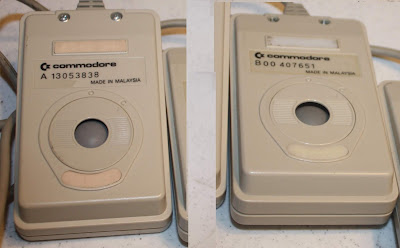 commodore
A 13053838
MADE IN MALAYSIA
commodore
B00 407651
MADE IN MALAYSIA